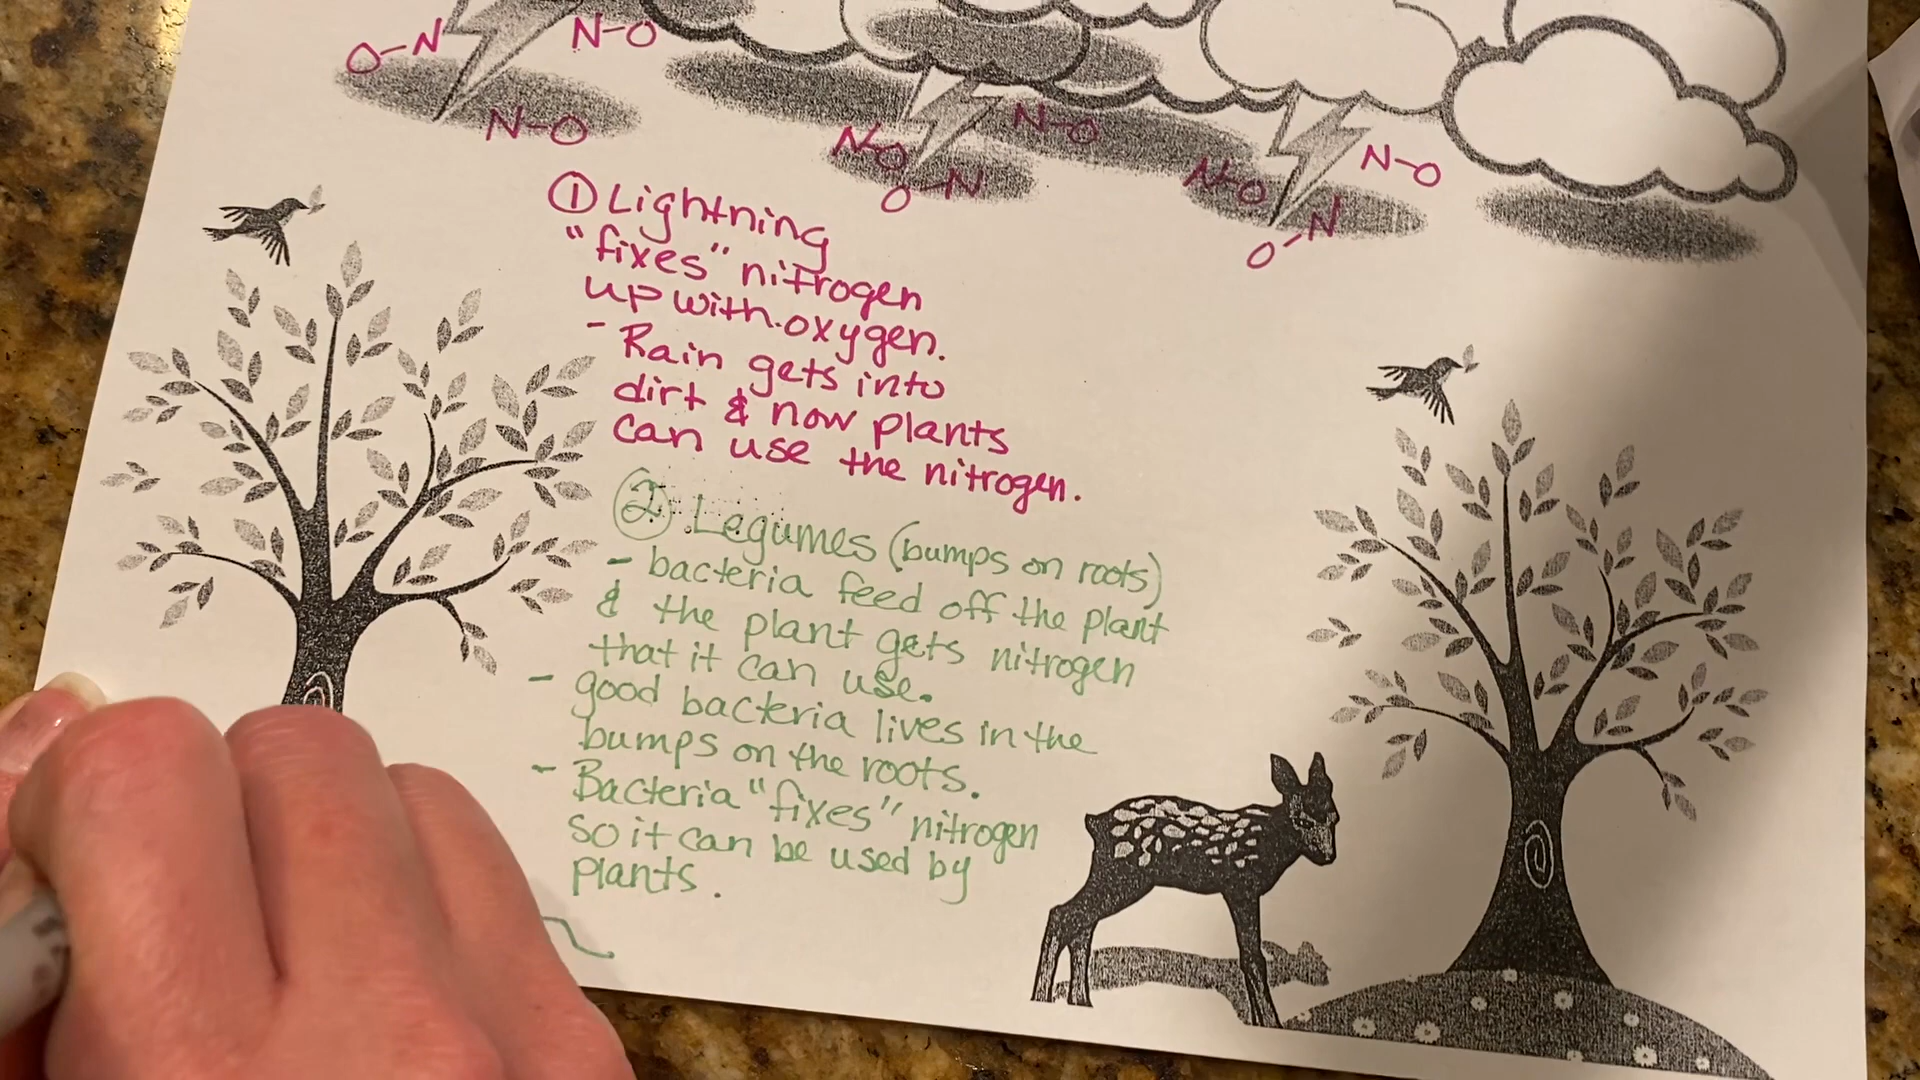 O-N
N-O
N-O
N-O
N-O
O-N
N-O
N-O
O-N
① Lightning
"fixes" nitrogen
up with oxygen.
- Rain gets into
dirt & now plants
can use the nitrogen.
② Legumes (bumps on roots)
- bacteria feed off the plant
& the plant gets nitrogen
that it can use.
- good bacteria lives in the
bumps on the roots.
- Bacteria "fixes" nitrogen
so it can be used by
plants.